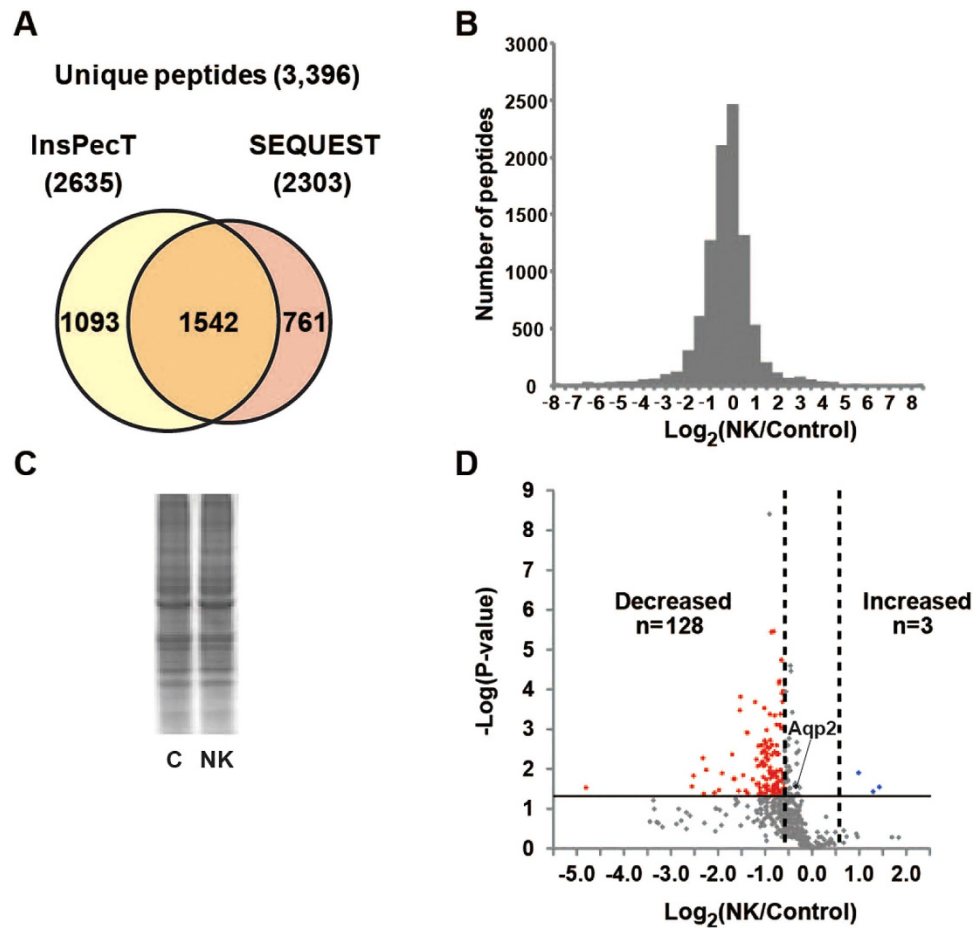 A
Unique peptides (3,396)
InsPecT
(2635)
SEQUEST
(2303)
1093
1542
761
B
Number of peptides
3000
2500
2000
1500
1000
500
0
-8 -7 -6 -5 -4 -3 -2 -1 0 1 2 3 4 5 6 7 8
Log2(NK/Control)
C
C NK
D
-Log(P-value)
9
8
7
6
5
4
3
2
1
0
Decreased
n=128
Increased
n=3
Aqp2
-5.0 -4.0 -3.0 -2.0 -1.0 0.0 1.0 2.0
Log2(NK/Control)